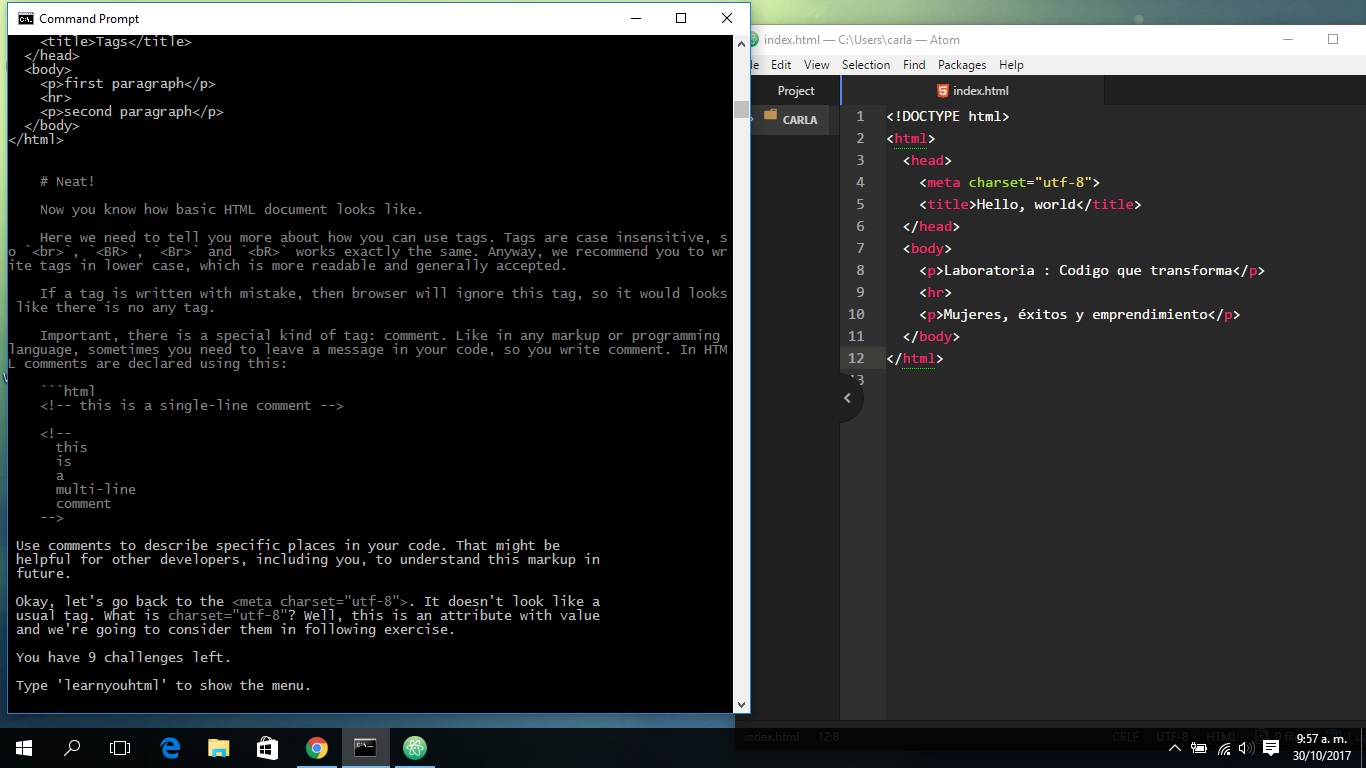 Command Prompt
<title>Tags</title>
</head>
<body>
<p>first paragraph</p>
<hr>
<p>second paragraph</p>
</body>
</html>
# Neat!
Now you know how basic HTML document looks like.
Here we need to tell you more about how you can use tags. Tags are case insensitive, s
o `<br>`, `<BR>`, `<Br>` and `<bR>` works exactly the same. Anyway, we recommend you to wr
ite tags in lower case, which is more readable and generally accepted.
If a tag is written with mistake, then browser will ignore this tag, so it would looks
like there is no any tag.
Important, there is a special kind of tag: comment. Like in any markup or programming
language, sometimes you need to leave a message in your code, so you write comment. In HTM
L comments are declared using this:
```html
<!-- this is a single-line comment -->
<!--
this
is
a
multi-line
comment
-->
Use comments to describe specific places in your code. That might be
helpful for other developers, including you, to understand this markup in
future.
Okay, let's go back to the <meta charset="utf-8">. It doesn't look like a
usual tag. What is charset="utf-8"? Well, this is an attribute with value
and we're going to consider them in following exercise.
You have 9 challenges left.
Type 'learnyouhtml' to show the menu.
index.html — C:\Users\carla — Atom
Edit View Selection Find Packages Help
Project
index.html
CARLA
1 <!DOCTYPE html>
2 <html>
3 <head>
4 <meta charset="utf-8">
5 <title>Hello, world</title>
6 </head>
7 <body>
8 <p>Laboratoria : Codigo que transforma</p>
9 <hr>
10 <p>Mujeres, éxitos y emprendimiento</p>
11 </body>
12 </html>
13
index.html 12:8 CRLF UTF-8 HTML
9:57 a. m.
30/10/2017